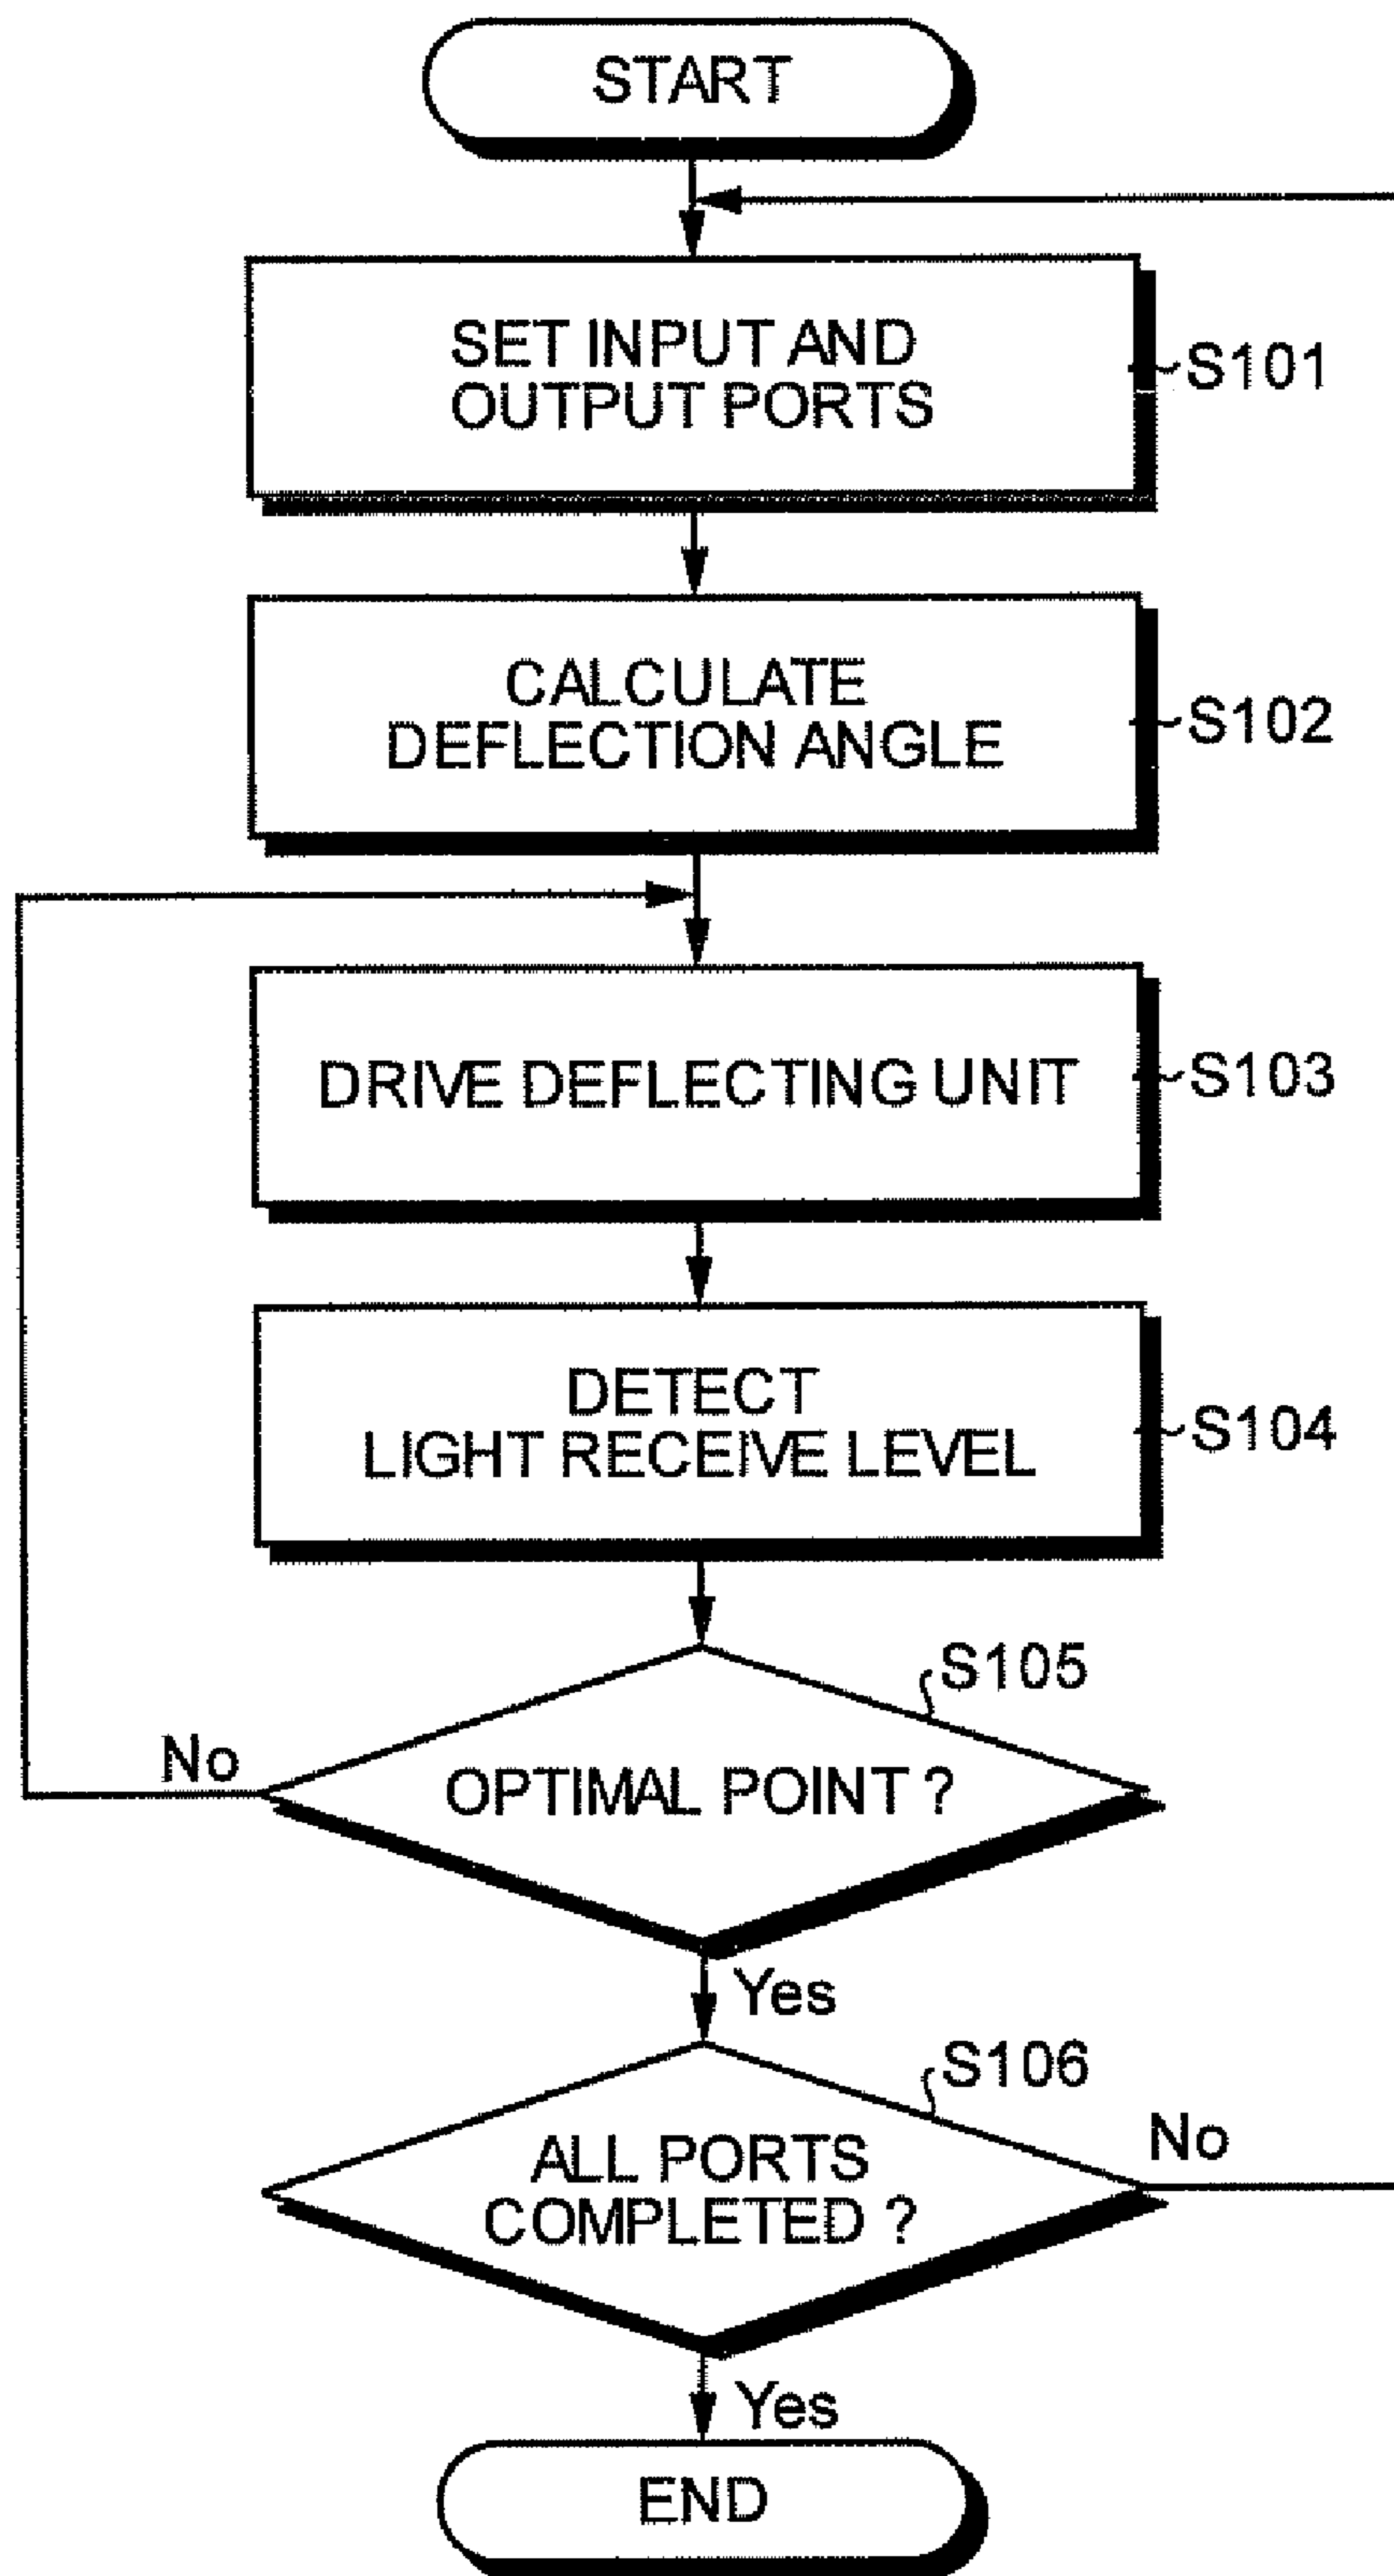 START
SET INPUT AND
OUTPUT PORTS
S101
CALCULATE
DEFLECTION ANGLE
S102
DRIVE DEFLECTING UNIT
S103
DETECT
LIGHT RECEIVE LEVEL
S104
S105
No
OPTIMAL POINT ?
Yes
S106
No
ALL PORTS
COMPLETED ?
Yes
END